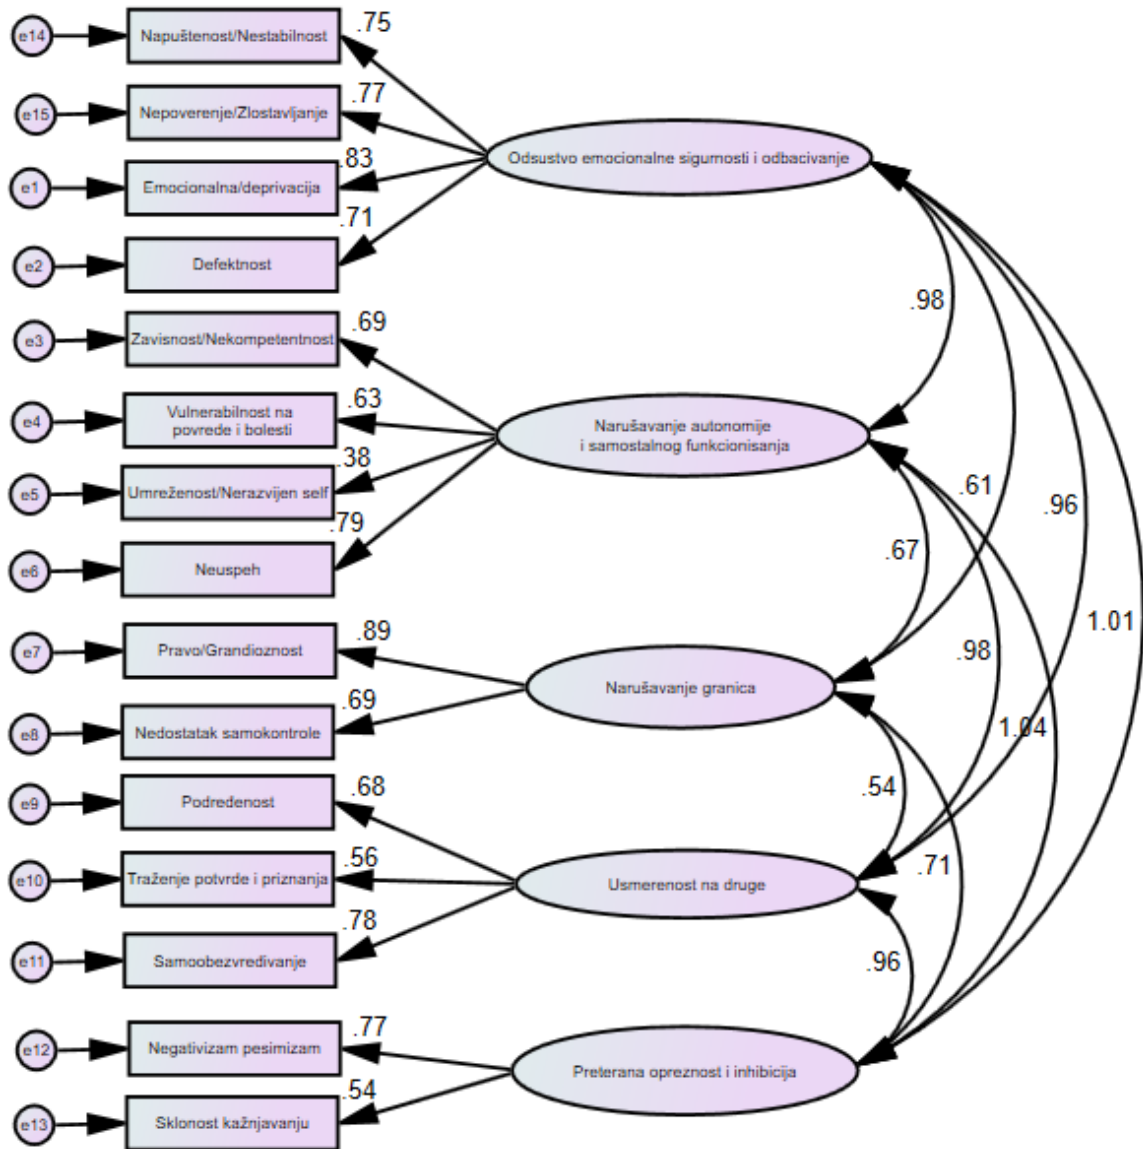 e14
Napuštenost/Nestabilnost
.75
e15
Nepoverenje/Zlostavljanje
.77
e1
Emocionalna/deprivacija
.83
Odsustvo emocionalne sigurnosti i odbacivanje
e2
Defektnost
.71
.98
e3
Zavisnost/Nekompetentnost
.69
e4
Vulnerabilnost na
povrede i bolesti
.63
Narušavanje autonomije
i samostalnog funkcionisanja
e5
Umreženost/Nerazvijen self
.38
.61
.96
e6
Neuspeh
.79
.67
e7
Pravo/Grandioznost
.89
.98
1.01
Narušavanje granica
e8
Nedostatak samokontrole
.69
1.04
e9
Podređenost
.68
.54
e10
Traženje potvrde i priznanja
.56
Usmerenost na druge
.71
e11
Samoobezvređivanje
.78
.96
e12
Negativizam pesimizam
.77
Preterana opreznost i inhibicija
e13
Sklonost kažnjavanju
.54